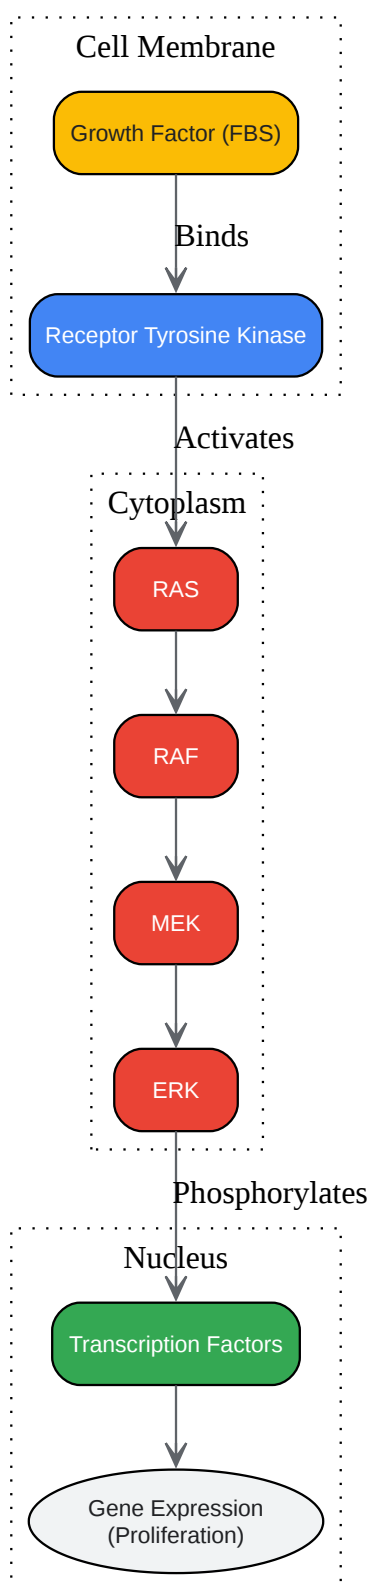 Cell Membrane
Growth Factor (FBS)
Binds
Receptor Tyrosine Kinase
Activates
Cytoplasm
RAS
RAF
MEK
ERK
Phosphorylates
Nucleus
Transcription Factors
Gene Expression
(Proliferation)